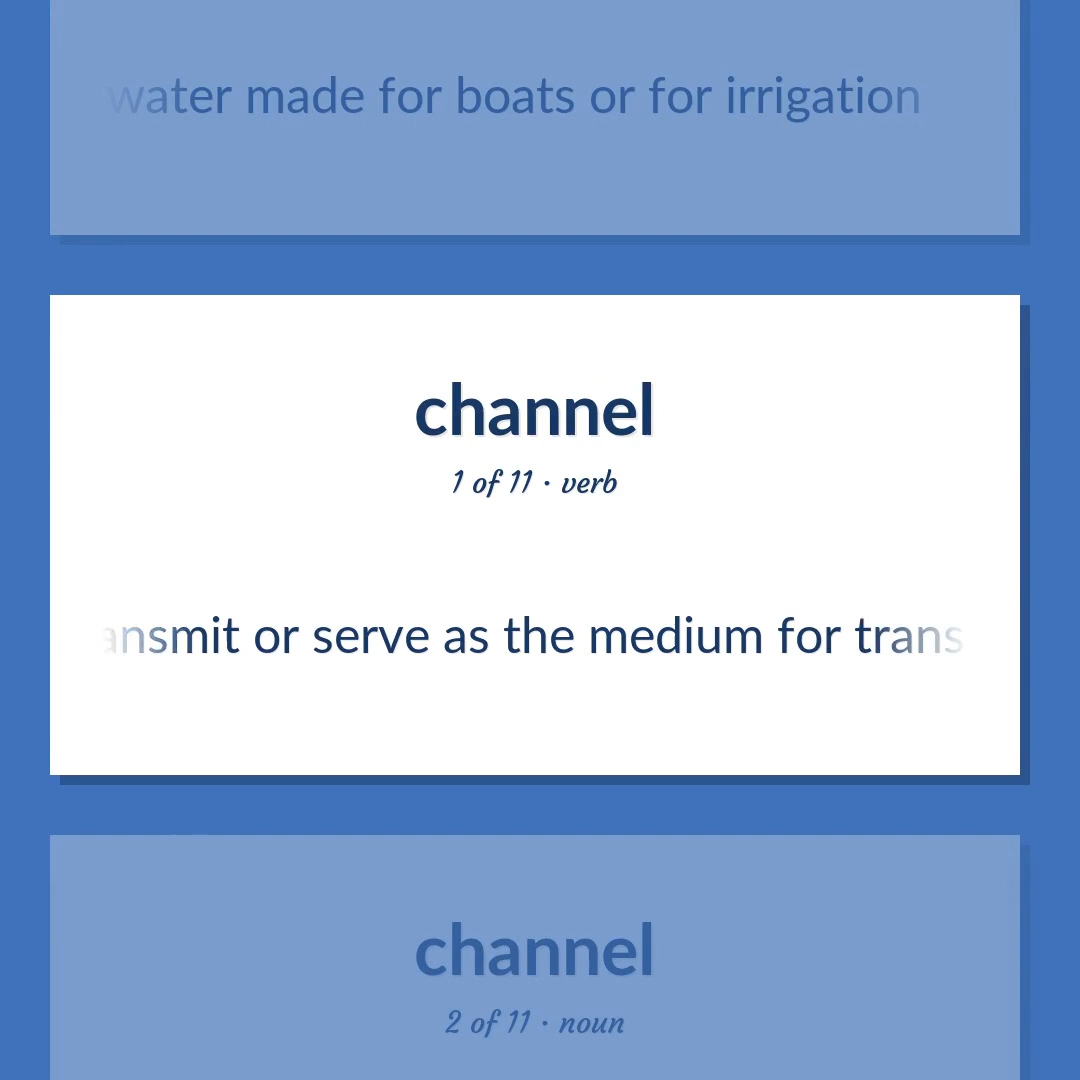 water made for boats or for irrigation
channel
1 of 11 · verb
ansmit or serve as the medium for trans
channel
2 of 11 · noun